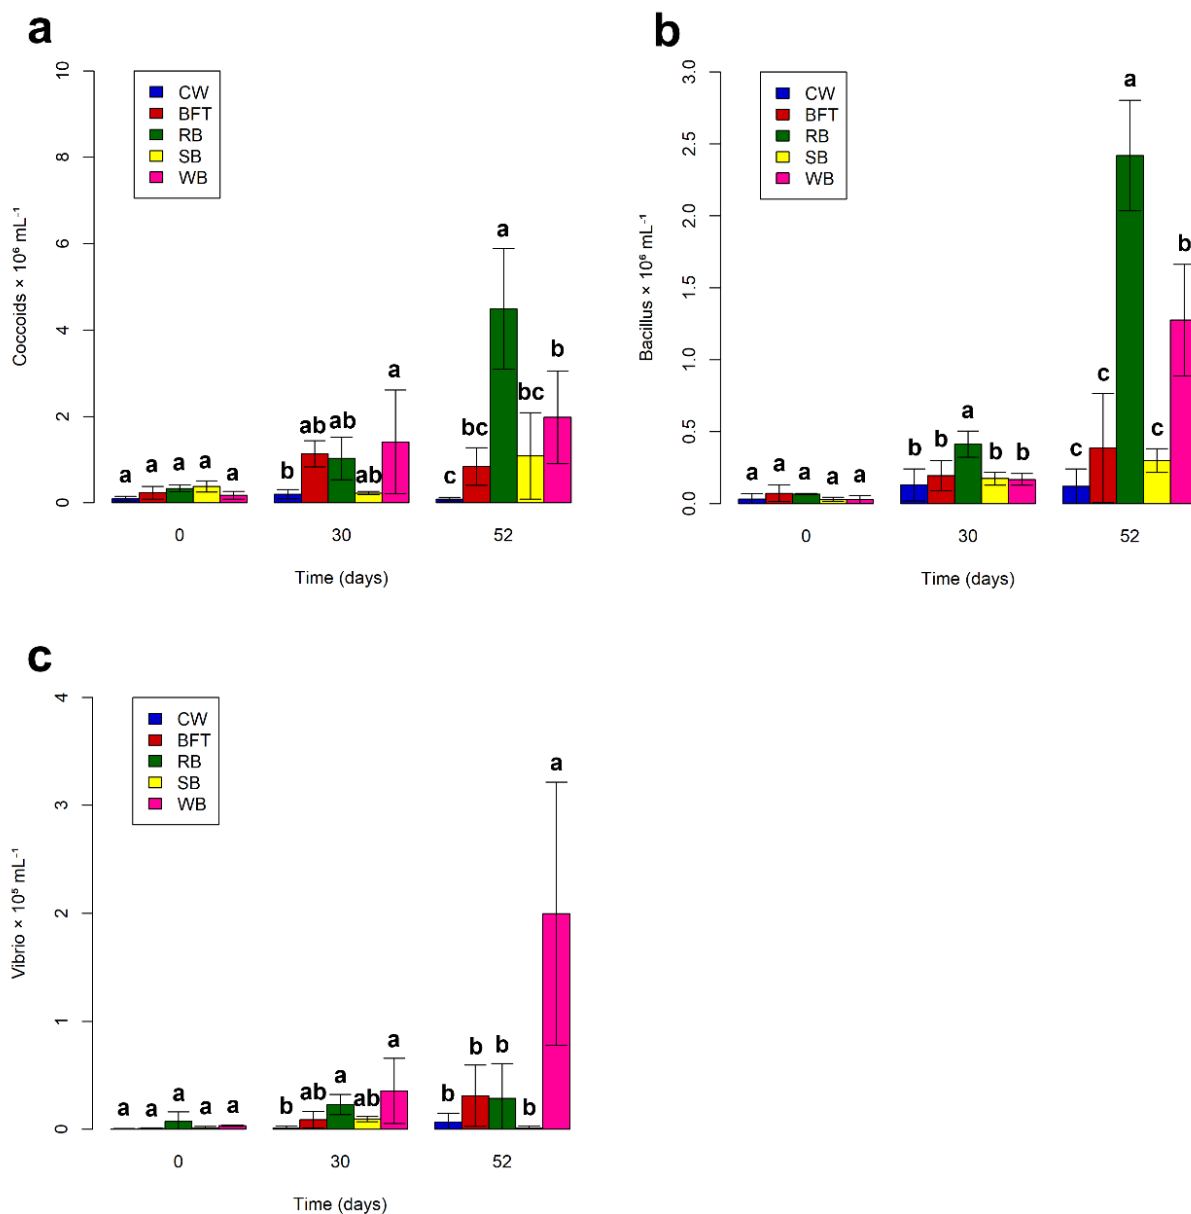 a
Coccoids × 10⁶ mL⁻¹
10
8
6
4
2
0
CW
BFT
RB
SB
WB
a a a a a
b ab ab ab a
c bc a bc b
0 30 52
Time (days)
b
Bacillus × 10⁶ mL⁻¹
3.0
2.5
2.0
1.5
1.0
0.5
0.0
CW
BFT
RB
SB
WB
a a a a a
b b a b b
c c a c b
0 30 52
Time (days)
c
Vibrio × 10⁵ mL⁻¹
4
3
2
1
0
CW
BFT
RB
SB
WB
a a a a a
b ab a ab a
b b b b a
0 30 52
Time (days)